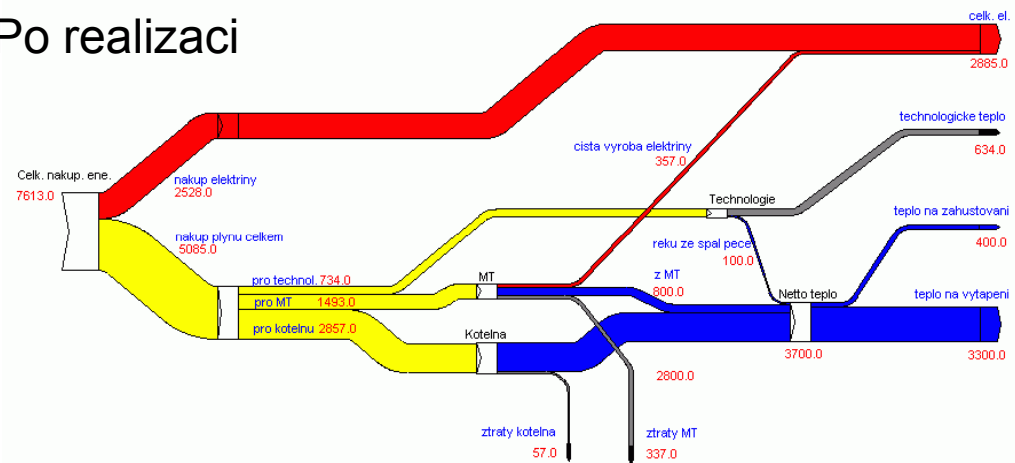 Po realizaci
celk. el.
2885.0
technologicke teplo
634.0
cista vyroba elektriny
357.0
Celk. nakup. ene.
7613.0
nakup elektriny
2528.0
Technologie
teplo na zahustovani
400.0
nakup plynu celkem
5085.0
reku ze spal pece
100.0
pro technol. 734.0
MT
z MT
800.0
Netto teplo
teplo na vytapeni
pro MT 1493.0
pro kotelnu 2857.0
Kotelna
3700.0
3300.0
2800.0
ztraty kotelna
57.0
ztraty MT
337.0